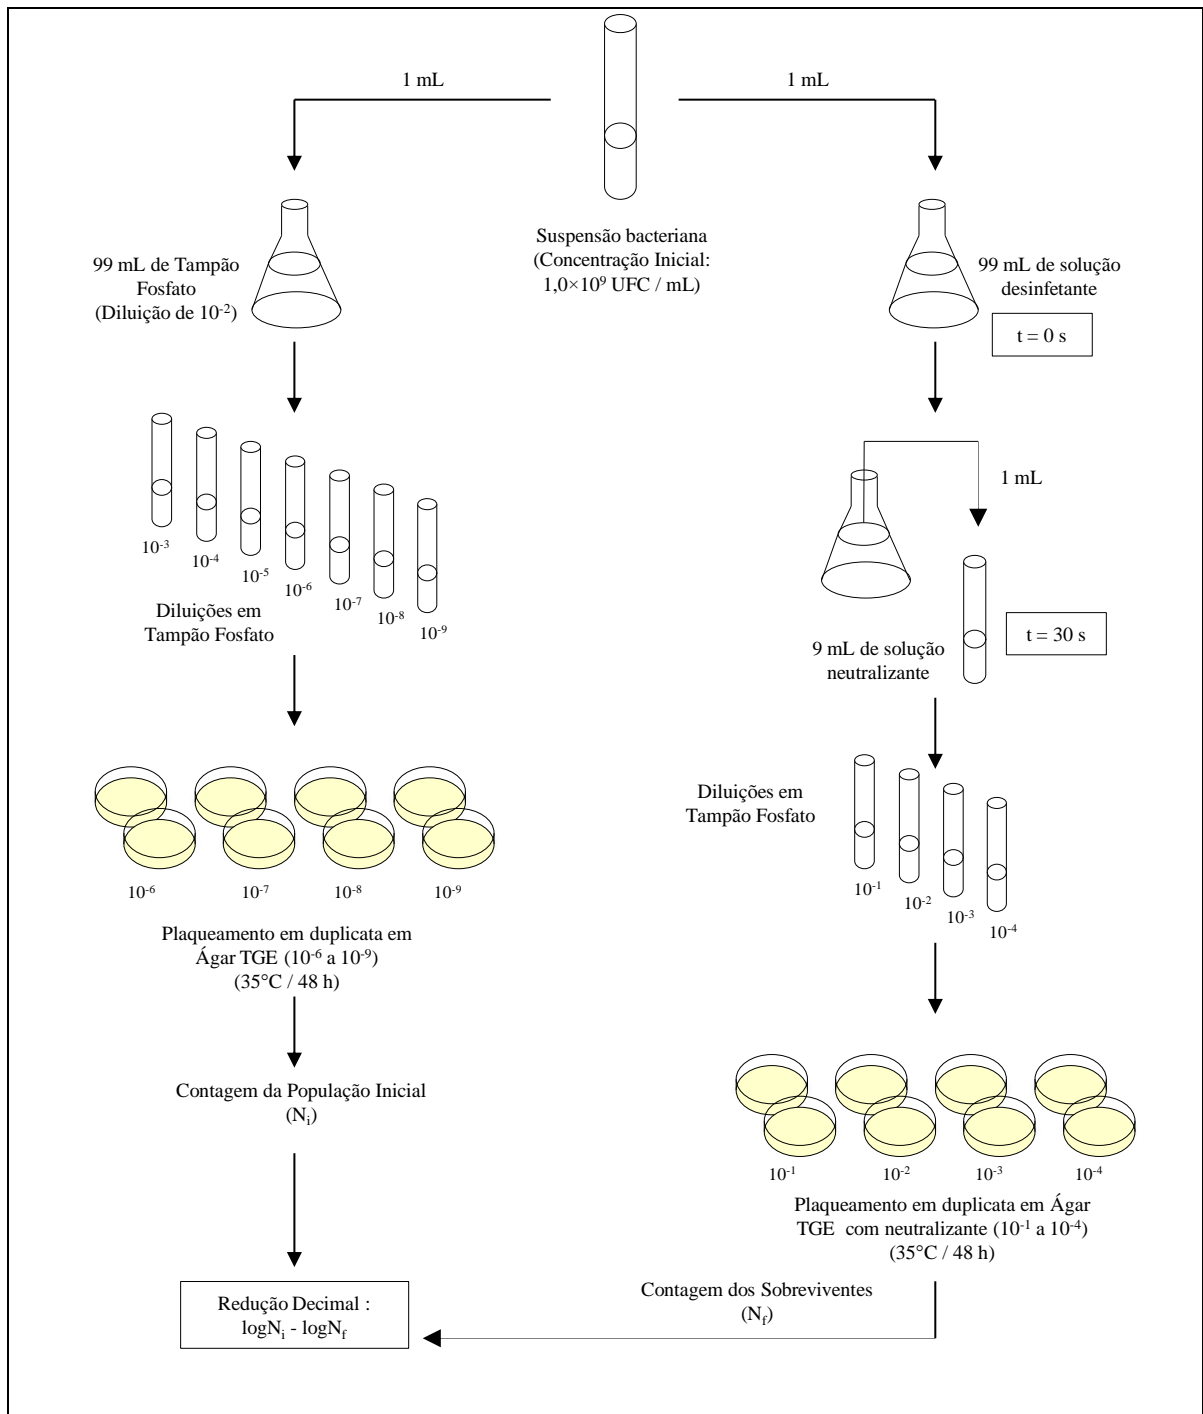 1 mL
1 mL
Suspensão bacteriana
(Concentração Inicial:
1,0×10⁹ UFC / mL)
99 mL de Tampão
Fosfato
(Diluição de 10⁻²)
99 mL de solução
desinfetante
t = 0 s
10⁻³
10⁻⁴
10⁻⁵
10⁻⁶
10⁻⁷
10⁻⁸
10⁻⁹
Diluições em
Tampão Fosfato
1 mL
9 mL de solução
neutralizante
t = 30 s
Diluições em
Tampão Fosfato
10⁻¹
10⁻²
10⁻³
10⁻⁴
10⁻⁶
10⁻⁷
10⁻⁸
10⁻⁹
Plaqueamento em duplicata em
Ágar TGE (10⁻⁶ a 10⁻⁹)
(35°C / 48 h)
Contagem da População Inicial
(Nᵢ)
10⁻¹
10⁻²
10⁻³
10⁻⁴
Plaqueamento em duplicata em Ágar
TGE com neutralizante (10⁻¹ a 10⁻⁴)
(35°C / 48 h)
Contagem dos Sobreviventes
(N_f)
Redução Decimal :
logNᵢ - logN_f